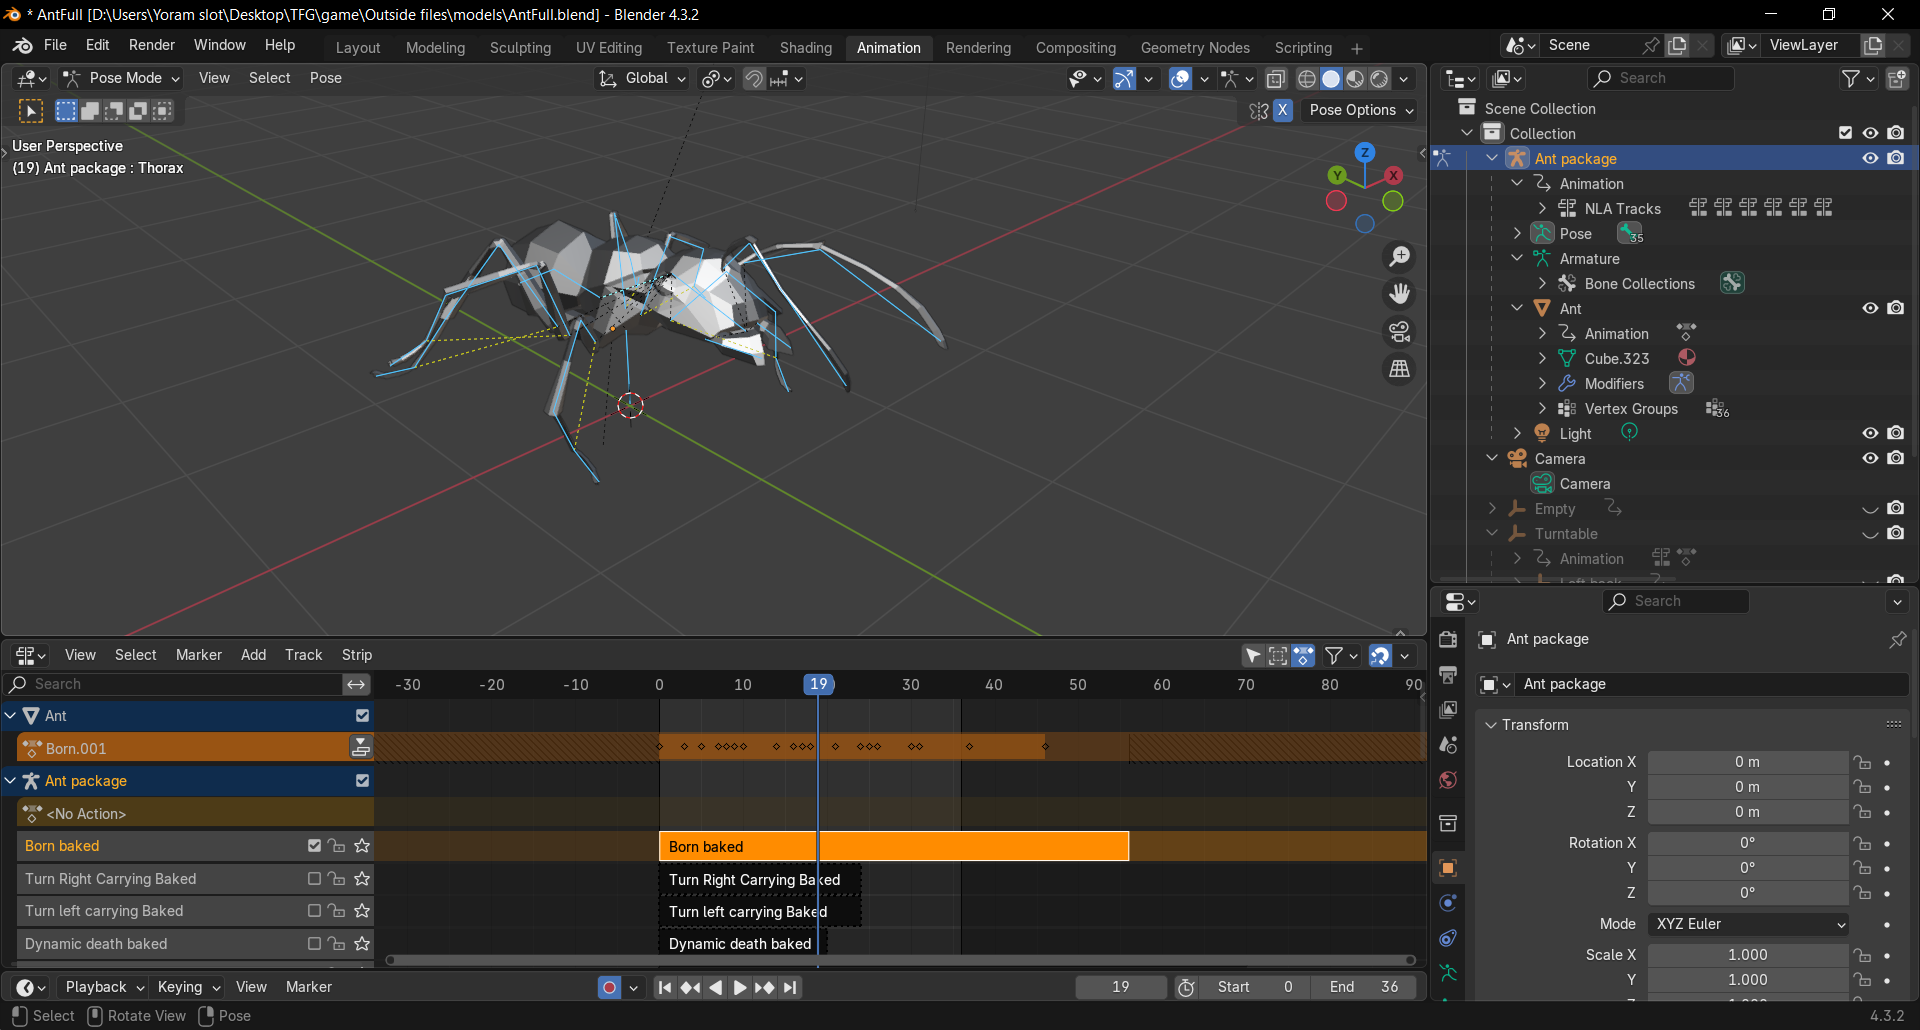 * AntFull [D:\Users\Yoram slot\Desktop\TFG\game\Outside files\models\AntFull.blend] - Blender 4.3.2
File Edit Render Window Help
Layout Modeling Sculpting UV Editing Texture Paint Shading Animation Rendering Compositing Geometry Nodes Scripting +
Scene
ViewLayer
Pose Mode View Select Pose
Global
X Pose Options
User Perspective
(19) Ant package : Thorax
Z
Y X
Search
Scene Collection
Collection
Ant package
Animation
NLA Tracks
Pose 35
Armature
Bone Collections
Ant
Animation
Cube.323
Modifiers
Vertex Groups 36
Light
Camera
Camera
Empty
Turntable
Animation
Left back
Search
Ant package
Ant package
Transform
Location X 0 m
Y 0 m
Z 0 m
Rotation X 0°
Y 0°
Z 0°
Mode XYZ Euler
Scale X 1.000
Y 1.000
Z 1.000
View Select Marker Add Track Strip
Search
-30 -20 -10 0 10 19 30 40 50 60 70 80 90
Ant
Born.001
Ant package
<No Action>
Born baked Born baked
Turn Right Carrying Baked Turn Right Carrying Baked
Turn left carrying Baked Turn left carrying Baked
Dynamic death baked Dynamic death baked
Playback Keying View Marker
19 Start 0 End 36
Select Rotate View Pose
4.3.2